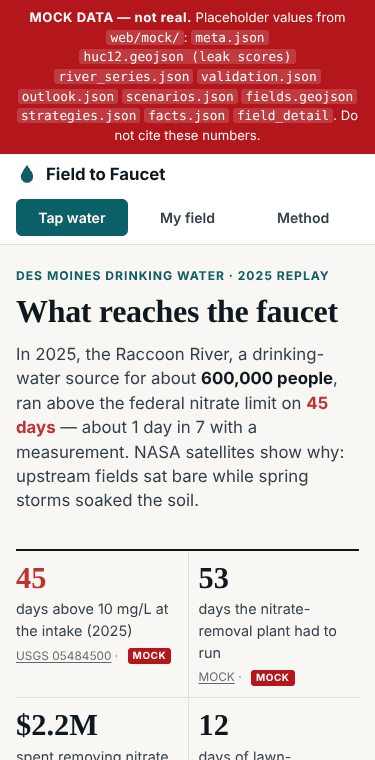 MOCK DATA — not real. Placeholder values from
web/mock/: meta.json
huc12.geojson (leak scores)
river_series.json validation.json
outlook.json scenarios.json fields.geojson
strategies.json facts.json field_detail. Do
not cite these numbers.
Field to Faucet
Tap water My field Method
DES MOINES DRINKING WATER · 2025 REPLAY
What reaches the faucet
In 2025, the Raccoon River, a drinking-
water source for about 600,000 people,
ran above the federal nitrate limit on 45
days — about 1 day in 7 with a
measurement. NASA satellites show why:
upstream fields sat bare while spring
storms soaked the soil.
45
days above 10 mg/L at
the intake (2025)
USGS 05484500 · MOCK
53
days the nitrate-
removal plant had to
run
MOCK · MOCK
$2.2M
spent removing nitrate
12
days of lawn-